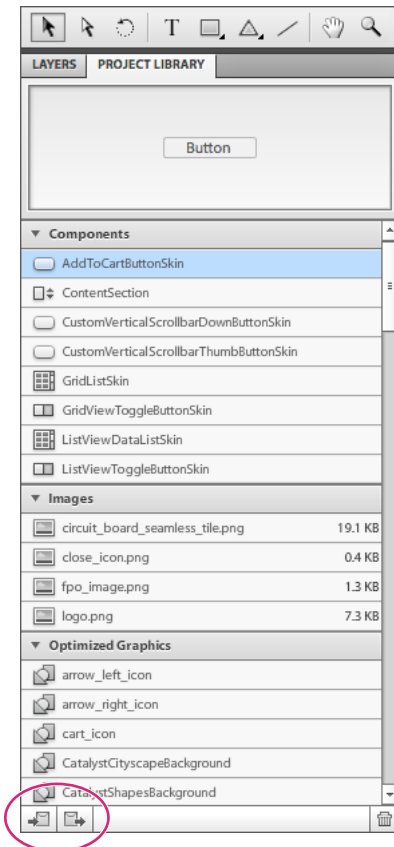 T
LAYERS PROJECT LIBRARY
Button
Components
AddToCartButtonSkin
ContentSection
CustomVerticalScrollbarDownButtonSkin
CustomVerticalScrollbarThumbButtonSkin
GridListSkin
GridViewToggleButtonSkin
ListViewDataListSkin
ListViewToggleButtonSkin
Images
circuit_board_seamless_tile.png 19.1 KB
close_icon.png 0.4 KB
fpo_image.png 1.3 KB
logo.png 7.3 KB
Optimized Graphics
arrow_left_icon
arrow_right_icon
cart_icon
CatalystCityscapeBackground
CatalystShapesBackground